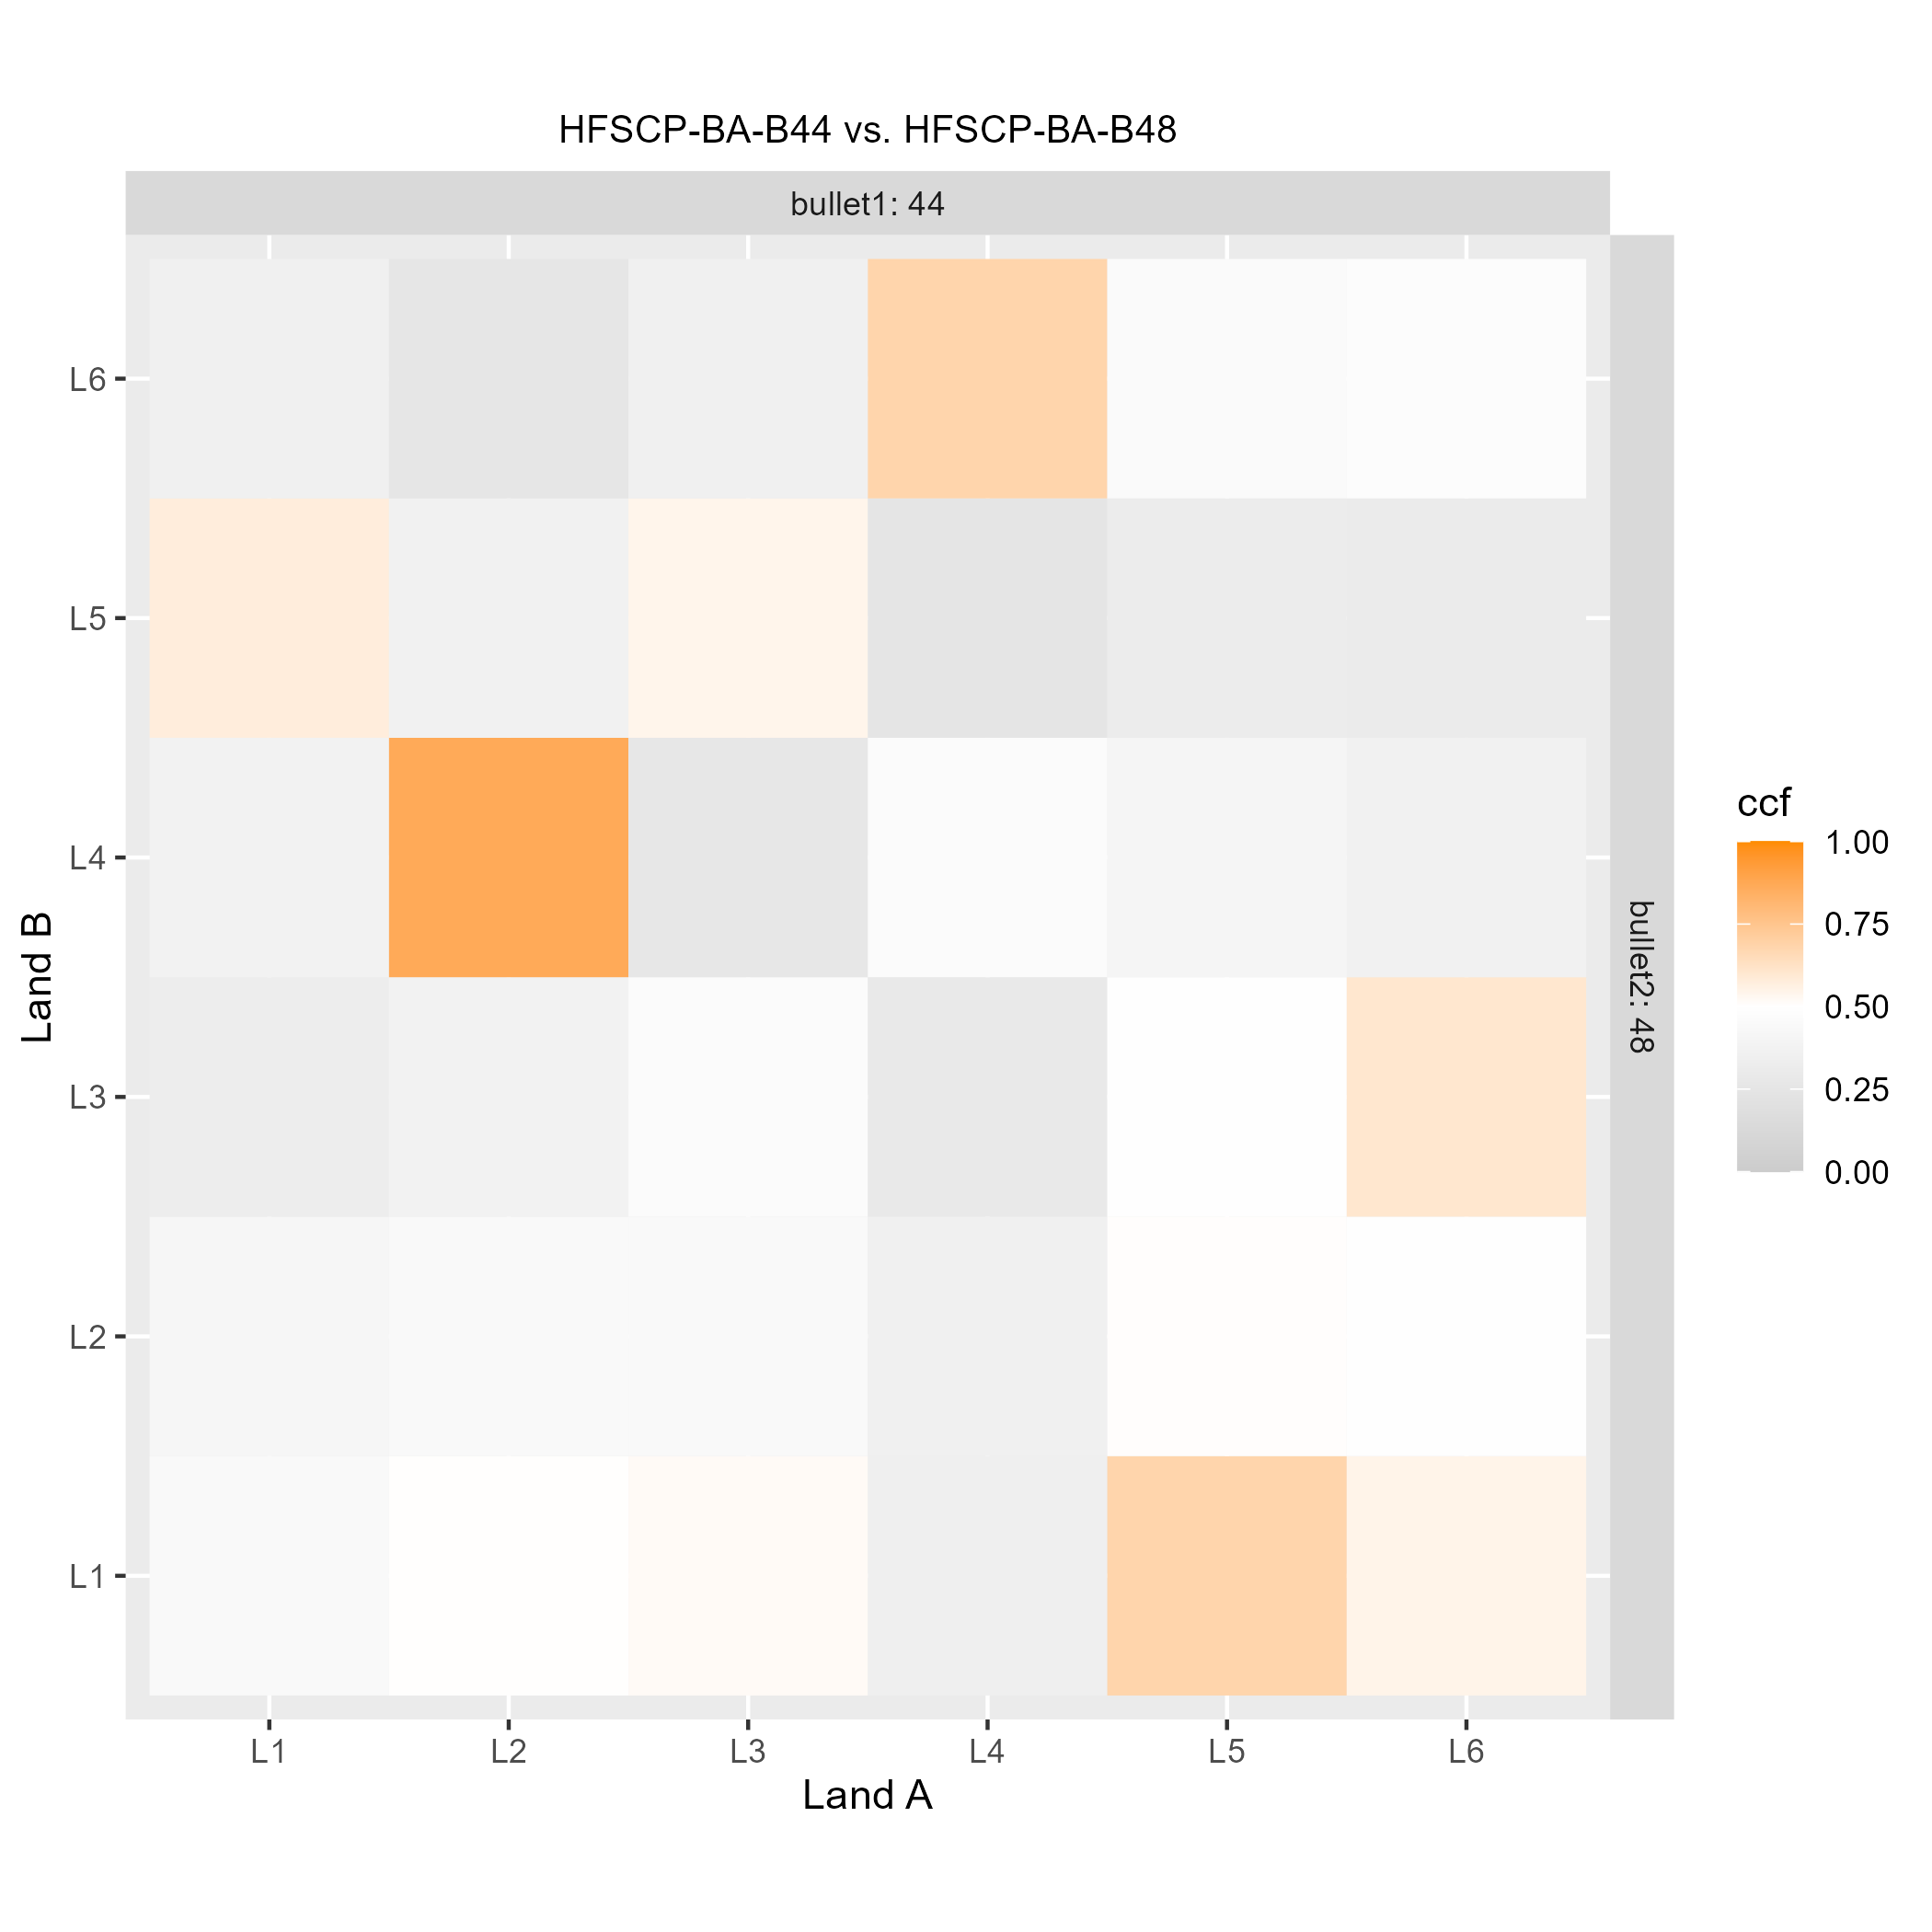 HFSCP-BA-B44 vs. HFSCP-BA-B48
bullet1: 44
L6
L5
L4
L3
L2
L1
Land B
bullet2: 48
L1 L2 L3 L4 L5 L6
Land A
ccf
1.00
0.75
0.50
0.25
0.00